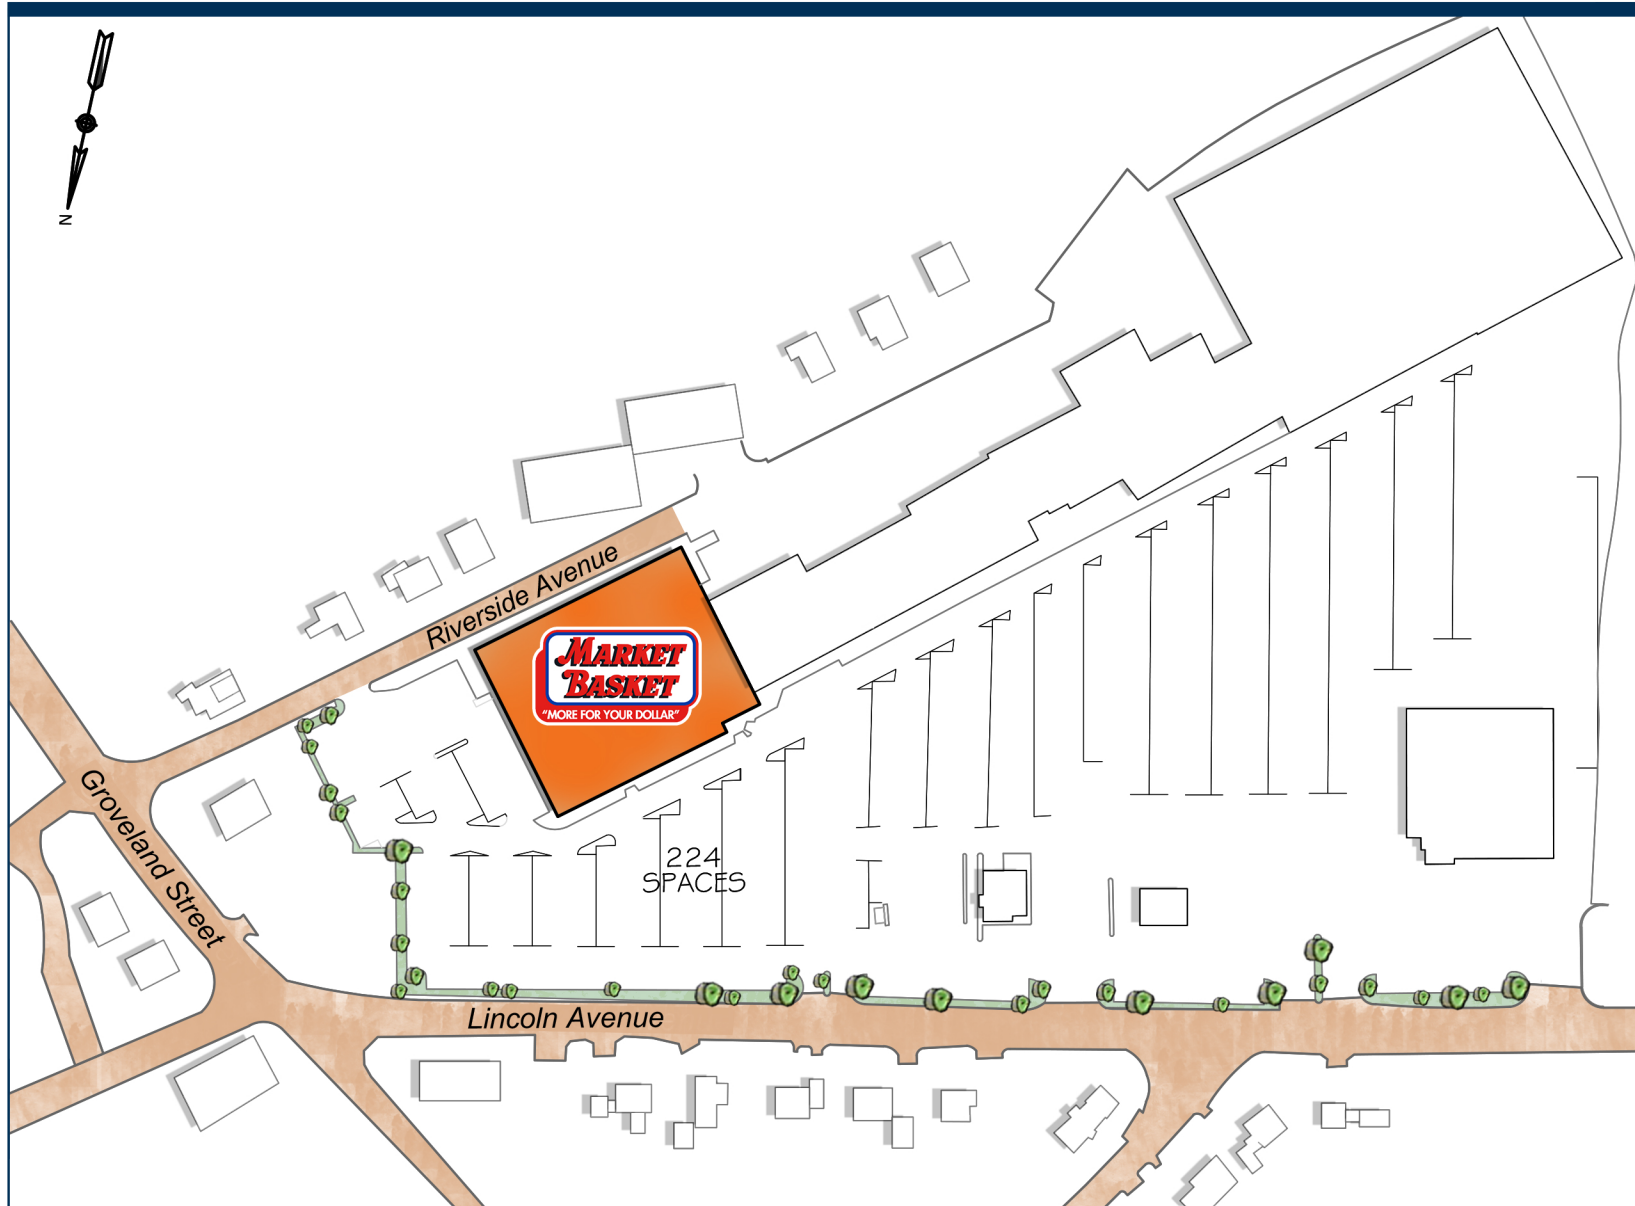 N
Riverside Avenue
MARKET
BASKET
"MORE FOR YOUR DOLLAR"
Groveland Street
224
SPACES
Lincoln Avenue